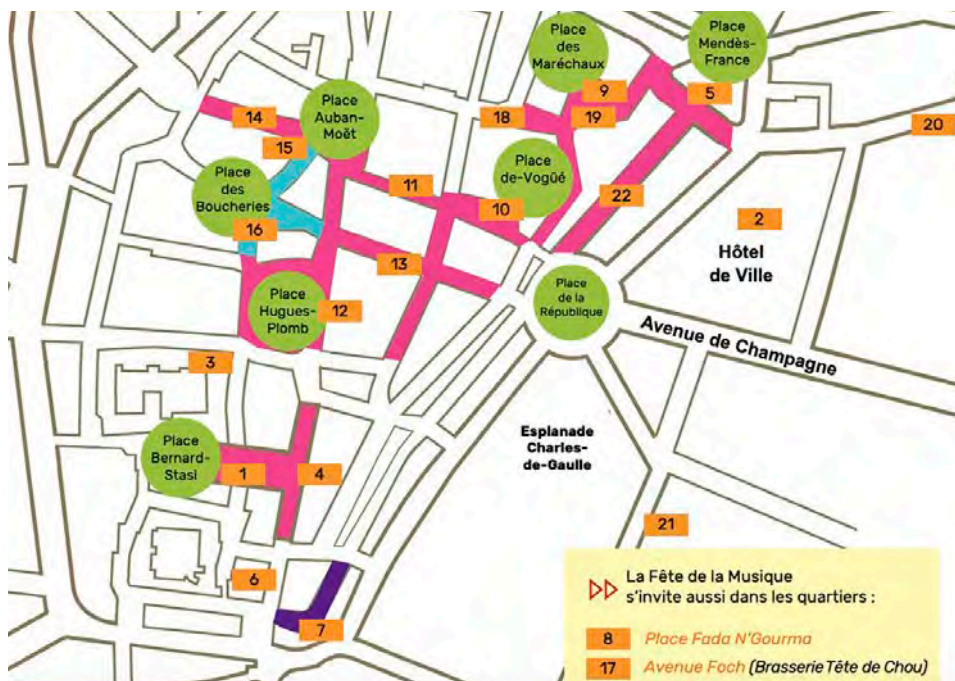 Place
des
Maréchaux
Place
Mendès-
France
9
5
14
Place
Auban-
Moët
15
18
19
20
Place
des
Boucheries
11
Place
de-Vogüé
10
22
2
16
Hôtel
de Ville
13
Place
Hugues-
Plomb
12
Place
de la
République
Avenue de Champagne
3
Esplanade
Charles-
de-Gaulle
Place
Bernard-
Stasi
1
4
21
6
7
La Fête de la Musique
s'invite aussi dans les quartiers :
8 Place Fada N'Gourma
17 Avenue Foch (Brasserie Tête de Chou)